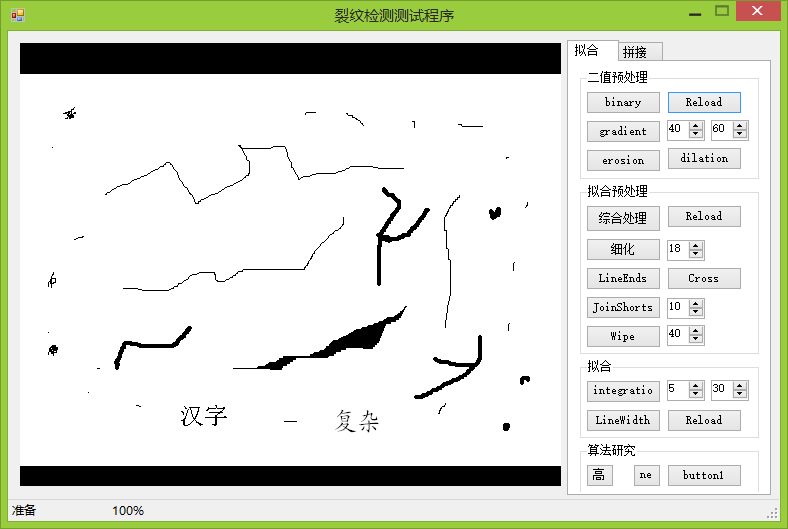 裂纹检测测试程序
拟合 拼接
二值预处理
binary Reload
gradient 40 60
erosion dilation
拟合预处理
综合处理 Reload
细化 18
LineEnds Cross
JoinShorts 10
Wipe 40
拟合
integratio 5 30
LineWidth Reload
算法研究
高 ne button1
汉字 — 复杂
准备 100%